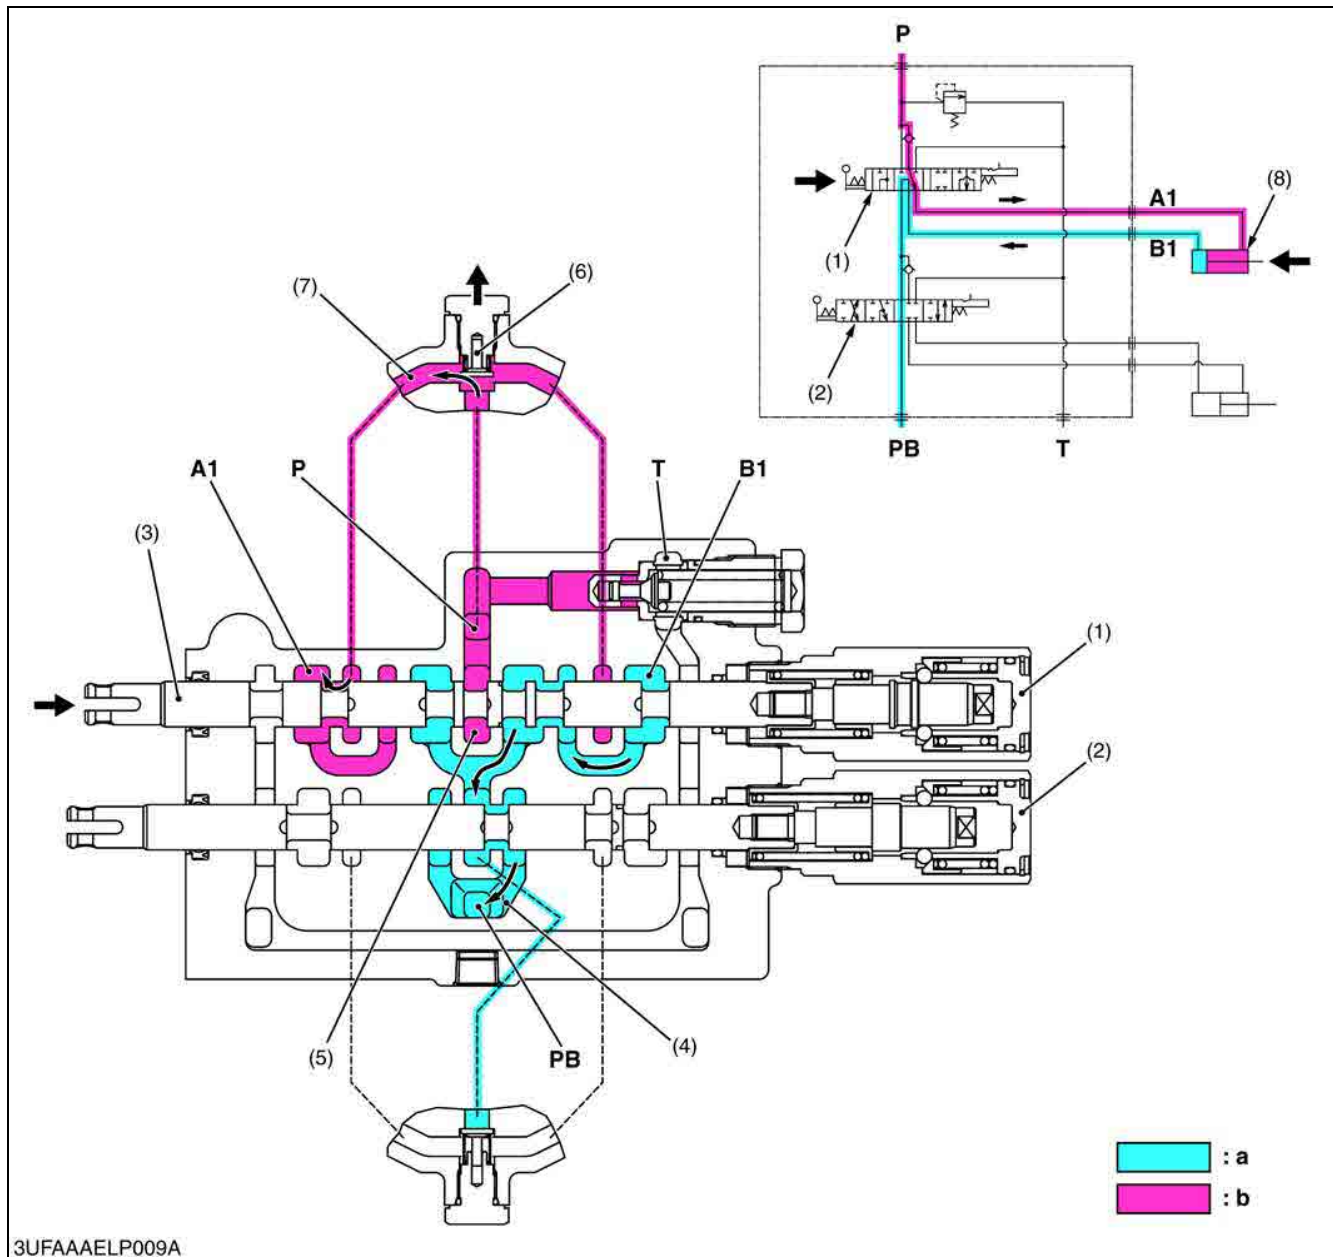 P
(8)
A1
B1
(1)
(2)
PB
T
(7)
(6)
A1
P
T
B1
(3)
(1)
(2)
(5)
PB
(4)
: a
: b
3UFAAAELP009A